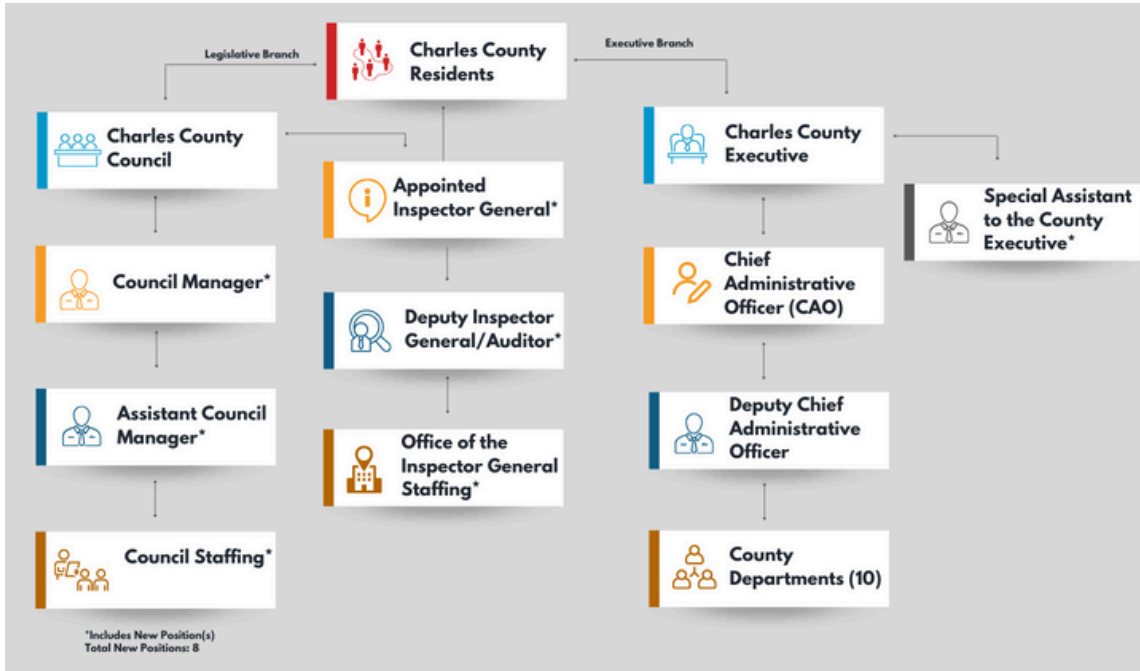 Legislative Branch
Charles County
Residents
Executive Branch
Charles County
Council
Appointed
Inspector General*
Charles County
Executive
Special Assistant
to the County
Executive*
Council Manager*
Deputy Inspector
General/Auditor*
Chief
Administrative
Officer (CAO)
Assistant Council
Manager*
Office of the
Inspector General
Staffing*
Deputy Chief
Administrative
Officer
Council Staffing*
County
Departments (10)
*Includes New Position(s)
Total New Positions: 8